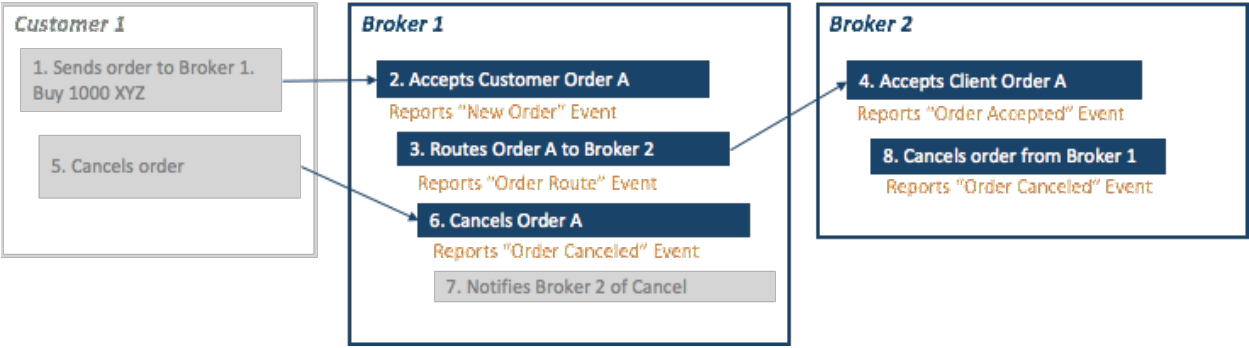 Customer 1
1. Sends order to Broker 1.
Buy 1000 XYZ
5. Cancels order
Broker 1
2. Accepts Customer Order A
Reports "New Order" Event
3. Routes Order A to Broker 2
Reports "Order Route" Event
6. Cancels Order A
Reports "Order Canceled" Event
7. Notifies Broker 2 of Cancel
Broker 2
4. Accepts Client Order A
Reports "Order Accepted" Event
8. Cancels order from Broker 1
Reports "Order Canceled" Event